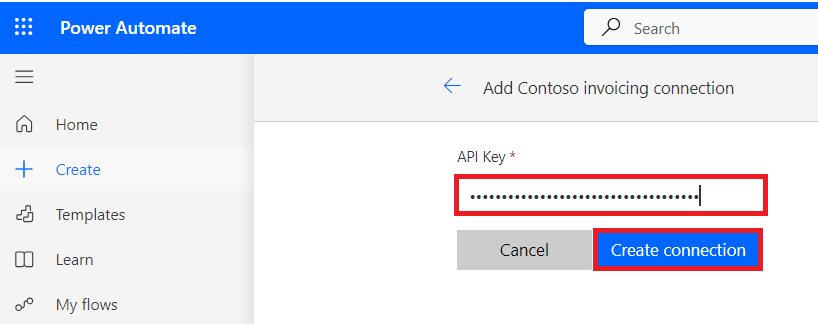 Power Automate
Search
Add Contoso invoicing connection
Home
Create
Templates
Learn
My flows
API Key *
••••••••••••••••••••••••••••••••••••
Cancel
Create connection